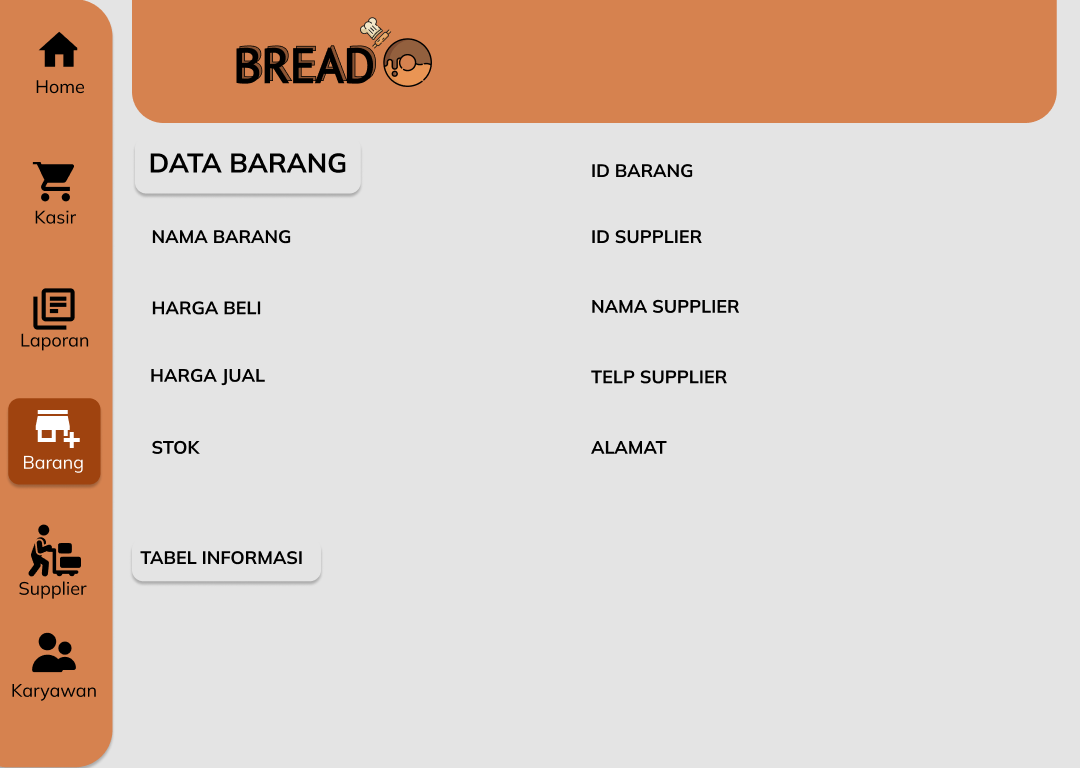 Home
Kasir
Laporan
Barang
Supplier
Karyawan
BREAD
DATA BARANG
NAMA BARANG
HARGA BELI
HARGA JUAL
STOK
ID BARANG
ID SUPPLIER
NAMA SUPPLIER
TELP SUPPLIER
ALAMAT
TABEL INFORMASI